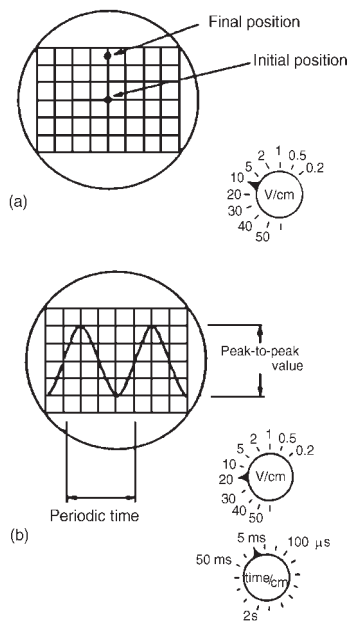 Final position
Initial position
10 5 2 1 0.5 0.2
20 V/cm
30
40
50
(a)
Peak-to-peak
value
Periodic time
10 5 2 1 0.5 0.2
20 V/cm
30
40
50
(b)
5 ms
100 μs
50 ms
time/cm
2s